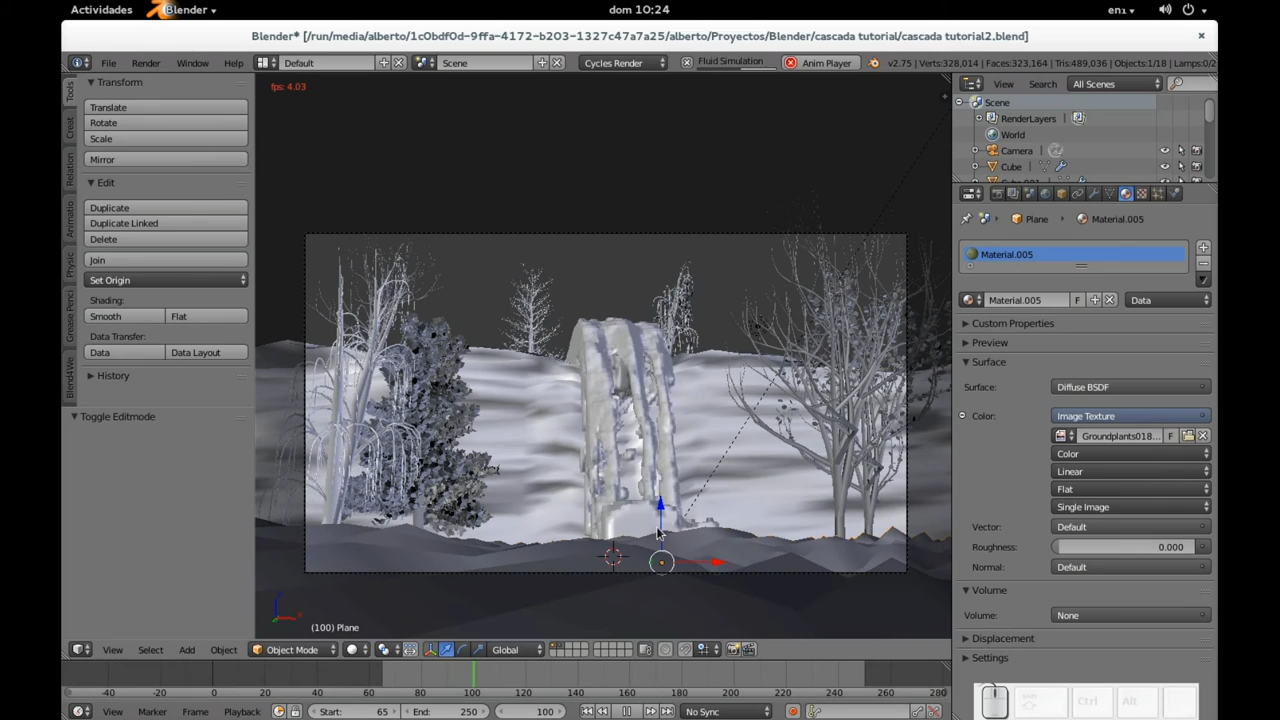 Actividades Blender dom 10:24 en1
Blender* [/run/media/alberto/1c0bdf0d-9ffa-4172-b203-1327c47a7a25/alberto/Proyectos/Blender/cascada tutorial/cascada tutorial2.blend]
File Render Window Help Default Scene Cycles Render Fluid Simulation Anim Player v2.75 | Verts:328,014 | Faces:323,164 | Tris:489,036 | Objects:1/18 | Lamps:0/2
Tools
Creat
Relation
Animatio
Physic
Grease Penci
Blend4We
Transform
Translate
Rotate
Scale
Mirror
Edit
Duplicate
Duplicate Linked
Delete
Join
Set Origin
Shading:
Smooth Flat
Data Transfer:
Data Data Layout
History
Toggle Editmode
fps: 4.03
(100) Plane
View Search All Scenes
Scene
RenderLayers
World
Camera
Cube
Plane Material.005
Material.005
Material.005 F Data
Custom Properties
Preview
Surface
Surface: Diffuse BSDF
Color: Image Texture
Groundplants018... F
Color
Linear
Flat
Single Image
Vector: Default
Roughness: 0.000
Normal: Default
Volume
Volume: None
Displacement
Settings
Ctrl Alt
View Select Add Object Object Mode Global
-40 -20 0 20 40 60 80 100 120 140 160 180 200 220 240 260 280
View Marker Frame Playback Start: 65 End: 250 100 No Sync